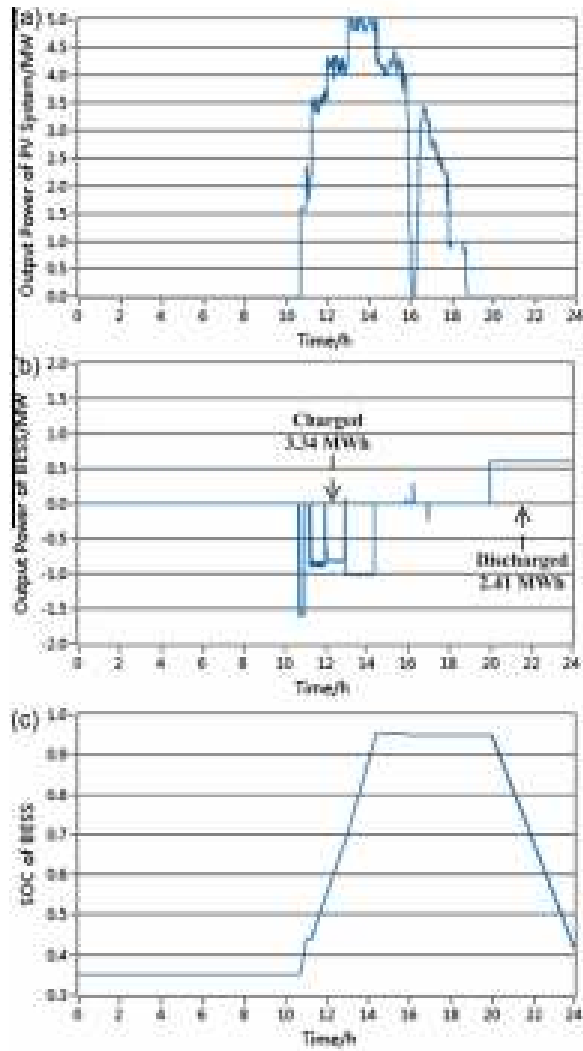 (a)
Output Power of PV System/MW
5.0
4.5
4.0
3.5
3.0
2.5
2.0
1.5
1.0
0.5
0.0
0 2 4 6 8 10 12 14 16 18 20 22 24
Time/h
(b)
Output Power of BESS/MW
2.0
1.5
1.0
0.5
0.0
-0.5
-1.0
-1.5
-2.0
Charged
3.34 MWh
Discharged
2.41 MWh
0 2 4 6 8 10 12 14 16 18 20 22 24
Time/h
(c)
SOC of BESS
1.0
0.9
0.8
0.7
0.6
0.5
0.4
0.3
0 2 4 6 8 10 12 14 16 18 20 22 24
Time/h